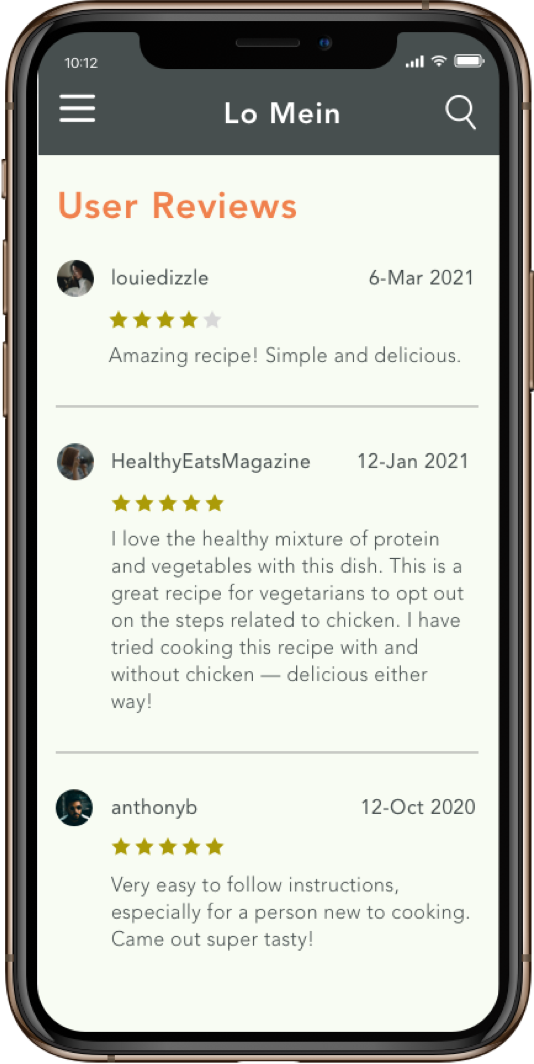 10:12
Lo Mein
User Reviews
louiedizzle 6-Mar 2021
Amazing recipe! Simple and delicious.
HealthyEatsMagazine 12-Jan 2021
I love the healthy mixture of protein
and vegetables with this dish. This is a
great recipe for vegetarians to opt out
on the steps related to chicken. I have
tried cooking this recipe with and
without chicken — delicious either
way!
anthonyb 12-Oct 2020
Very easy to follow instructions,
especially for a person new to cooking.
Came out super tasty!